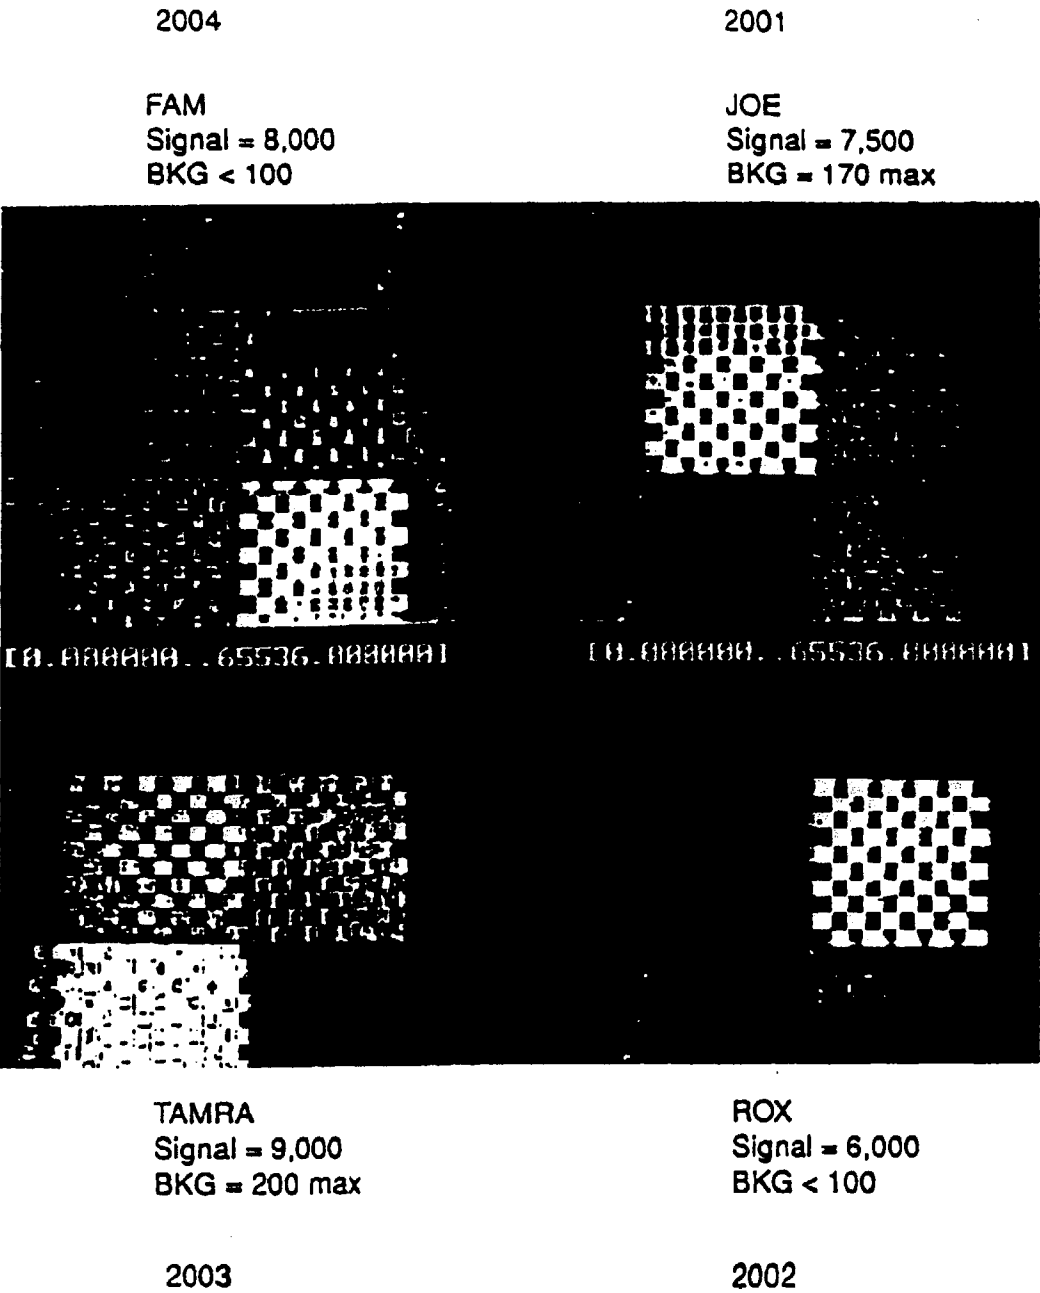 2004
2001
FAM
Signal = 8,000
BKG < 100
JOE
Signal = 7,500
BKG = 170 max
[0.000000..65536.000000]
[0.000000..65536.000000]
TAMRA
Signal = 9,000
BKG = 200 max
ROX
Signal = 6,000
BKG < 100
2003
2002